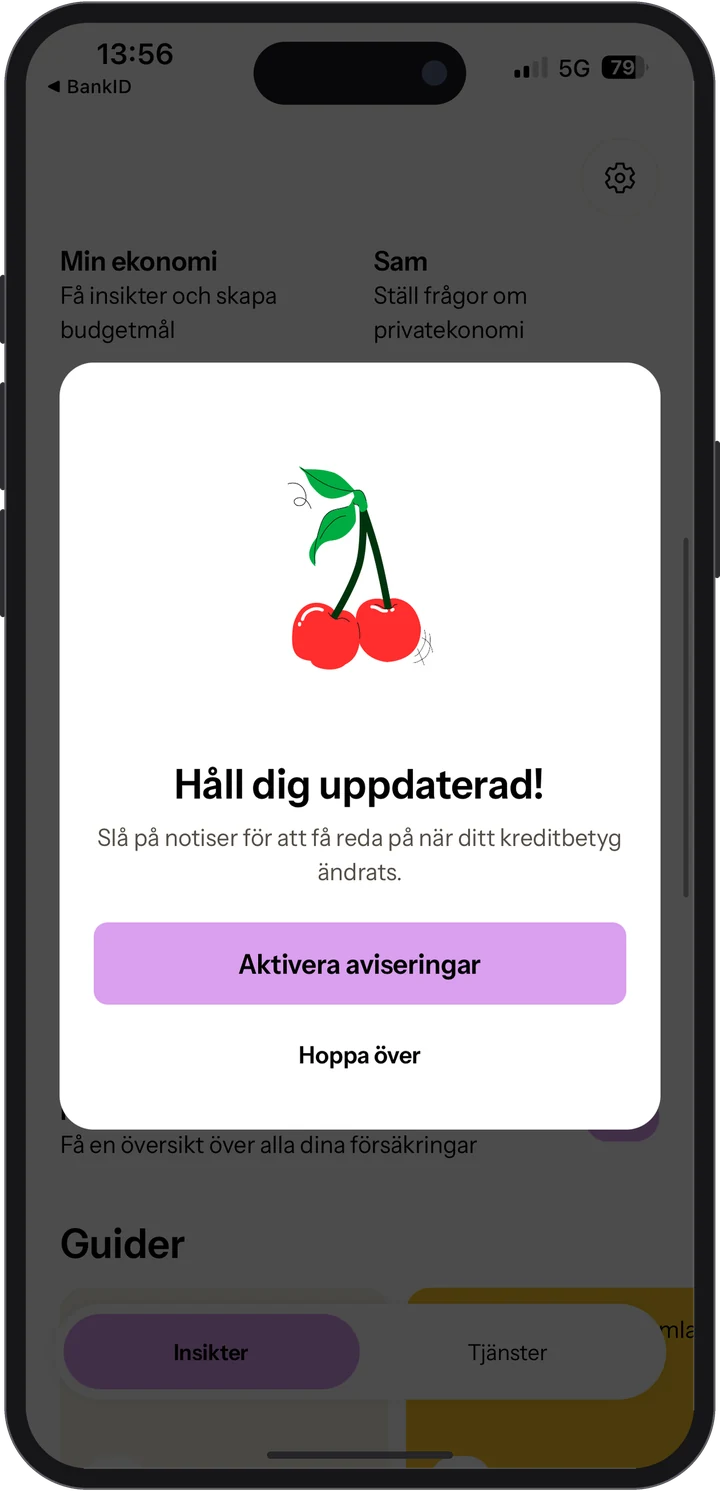 13:56
5G
79
◀ BankID
Min ekonomi
Få insikter och skapa
budgetmål
Sam
Ställ frågor om
privatekonomi
Håll dig uppdaterad!
Slå på notiser för att få reda på när ditt kreditbetyg
ändrats.
Aktivera aviseringar
Hoppa över
Få en översikt över alla dina försäkringar
Guider
Insikter
Tjänster